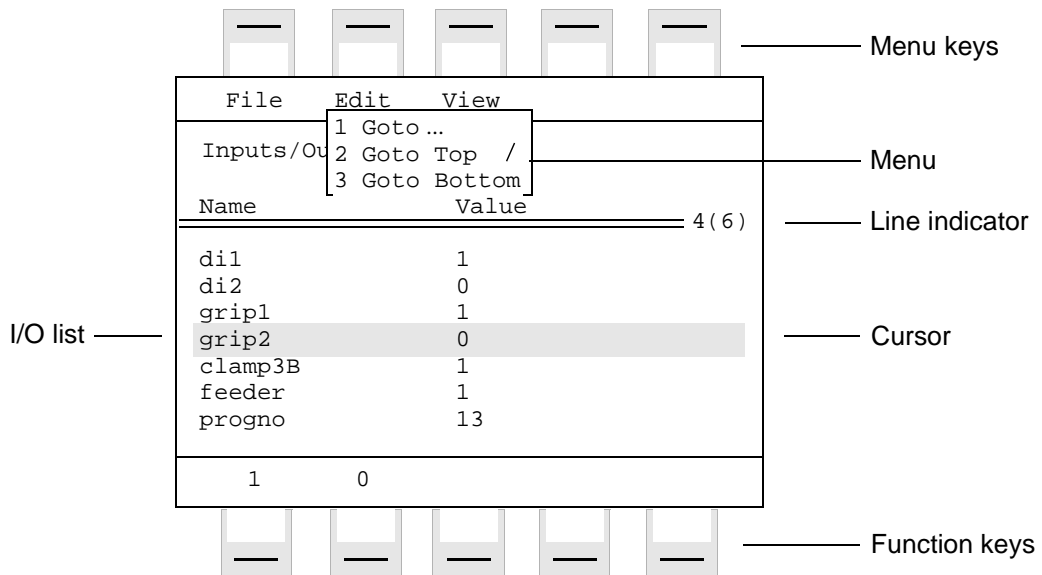 Menu keys
File Edit View
1 Goto ...
Inputs/Ou
2 Goto Top /
Menu
3 Goto Bottom
Name Value
4(6)
Line indicator
di1 1
di2 0
grip1 1
I/O list
grip2 0
Cursor
clamp3B 1
feeder 1
progno 13
1 0
Function keys